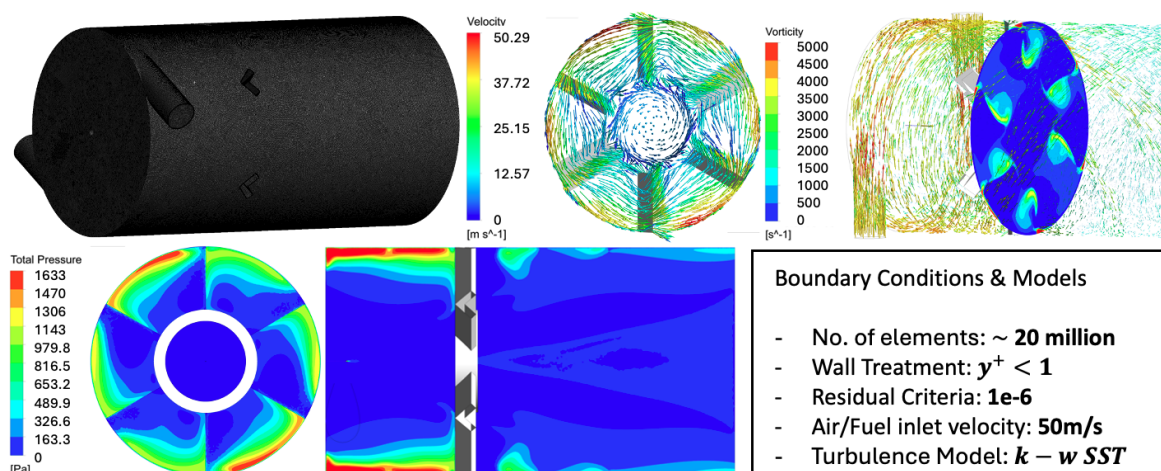 Velocity
50.29
37.72
25.15
12.57
0
[m s^-1]
Vorticity
5000
4500
4000
3500
3000
2500
2000
1500
1000
500
0
[s^-1]
Total Pressure
1633
1470
1306
1143
979.8
816.5
653.2
489.9
326.6
163.3
0
[Pa]
Boundary Conditions & Models
- No. of elements: ~ 20 million
- Wall Treatment: y⁺ < 1
- Residual Criteria: 1e-6
- Air/Fuel inlet velocity: 50m/s
- Turbulence Model: k − w SST